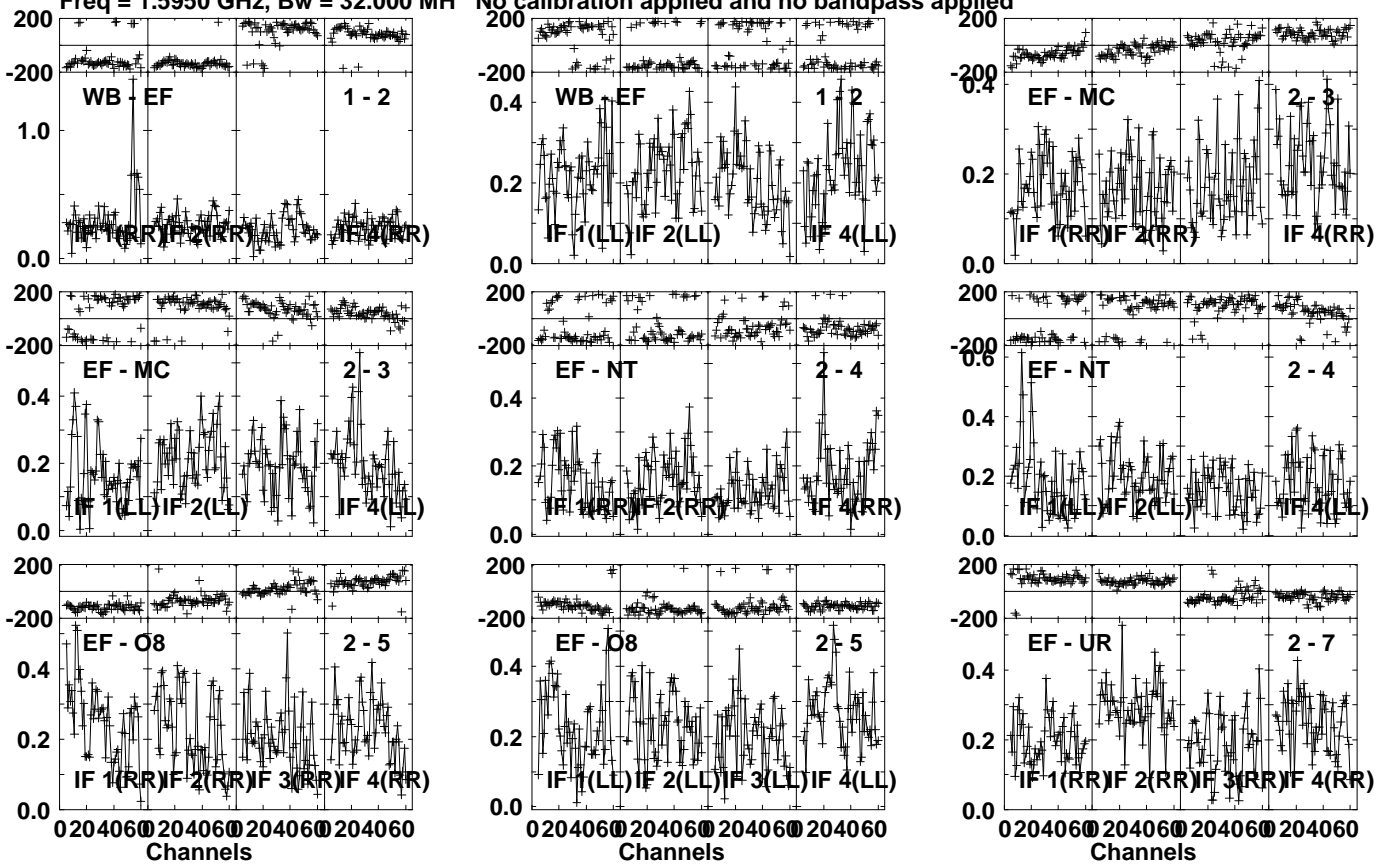 Freq = 1.5950 GHz, Bw = 32.000 MH No calibration applied and no bandpass applied
200
-200
WB - EF 1 - 2
1.0
IF 1(RR) IF 2(RR) IF 4(RR)
0.0
200
-200
WB - EF 1 - 2
0.4
0.2
IF 1(LL) IF 2(LL) IF 4(LL)
0.0
200
-200
0.4
EF - MC 2 - 3
0.2
IF 1(RR) IF 2(RR) IF 4(RR)
0.0
200
-200
EF - MC 2 - 3
0.4
0.2
IF 1(LL) IF 2(LL) IF 4(LL)
0.0
200
-200
EF - NT 2 - 4
0.4
0.2
IF 1(RR) IF 2(RR) IF 4(RR)
0.0
200
-200
0.6
EF - NT 2 - 4
0.4
0.2
IF 1(LL) IF 2(LL) IF 4(LL)
0.0
200
-200
EF - O8 2 - 5
0.4
0.2
IF 1(RR) IF 2(RR) IF 3(RR) IF 4(RR)
0.0
0 20 40 60 0 20 40 60 0 20 40 60 0 20 40 60
Channels
200
-200
EF - O8 2 - 5
0.4
0.2
IF 1(LL) IF 2(LL) IF 3(LL) IF 4(LL)
0.0
0 20 40 60 0 20 40 60 0 20 40 60 0 20 40 60
Channels
200
-200
EF - UR 2 - 7
0.4
0.2
IF 1(RR) IF 2(RR) IF 3(RR) IF 4(RR)
0.0
0 20 40 60 0 20 40 60 0 20 40 60 0 20 40 60
Channels